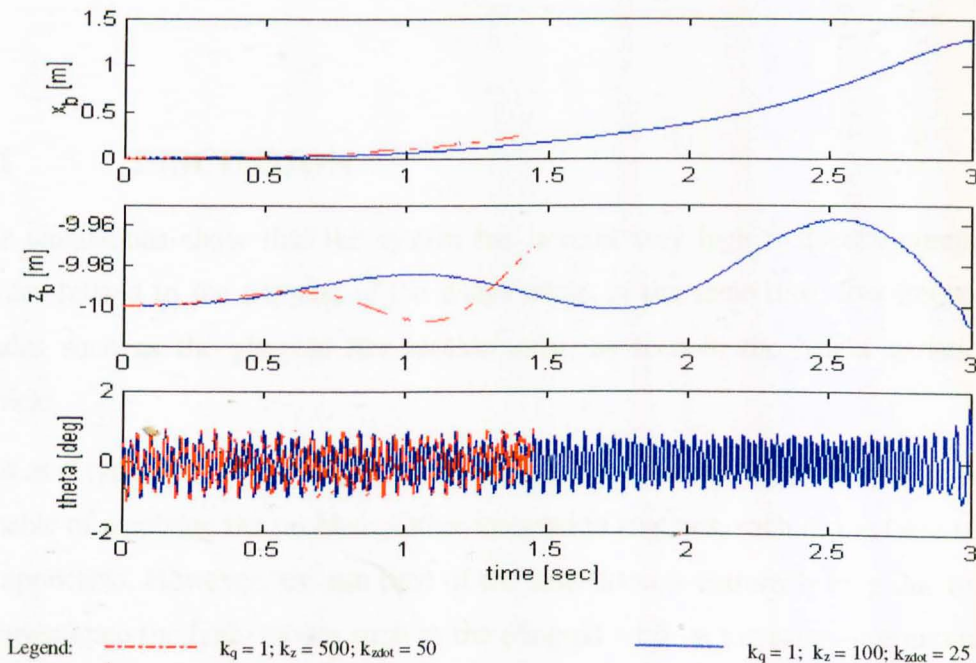 1.5
1
0.5
0
x_b [m]
0 0.5 1 1.5 2 2.5 3
-9.96
-9.98
-10
z_b [m]
0 0.5 1 1.5 2 2.5 3
2
0
-2
theta [deg]
0 0.5 1 1.5 2 2.5 3
time [sec]
Legend: k_q = 1; k_z = 500; k_zdot = 50 k_q = 1; k_z = 100; k_zdot = 25